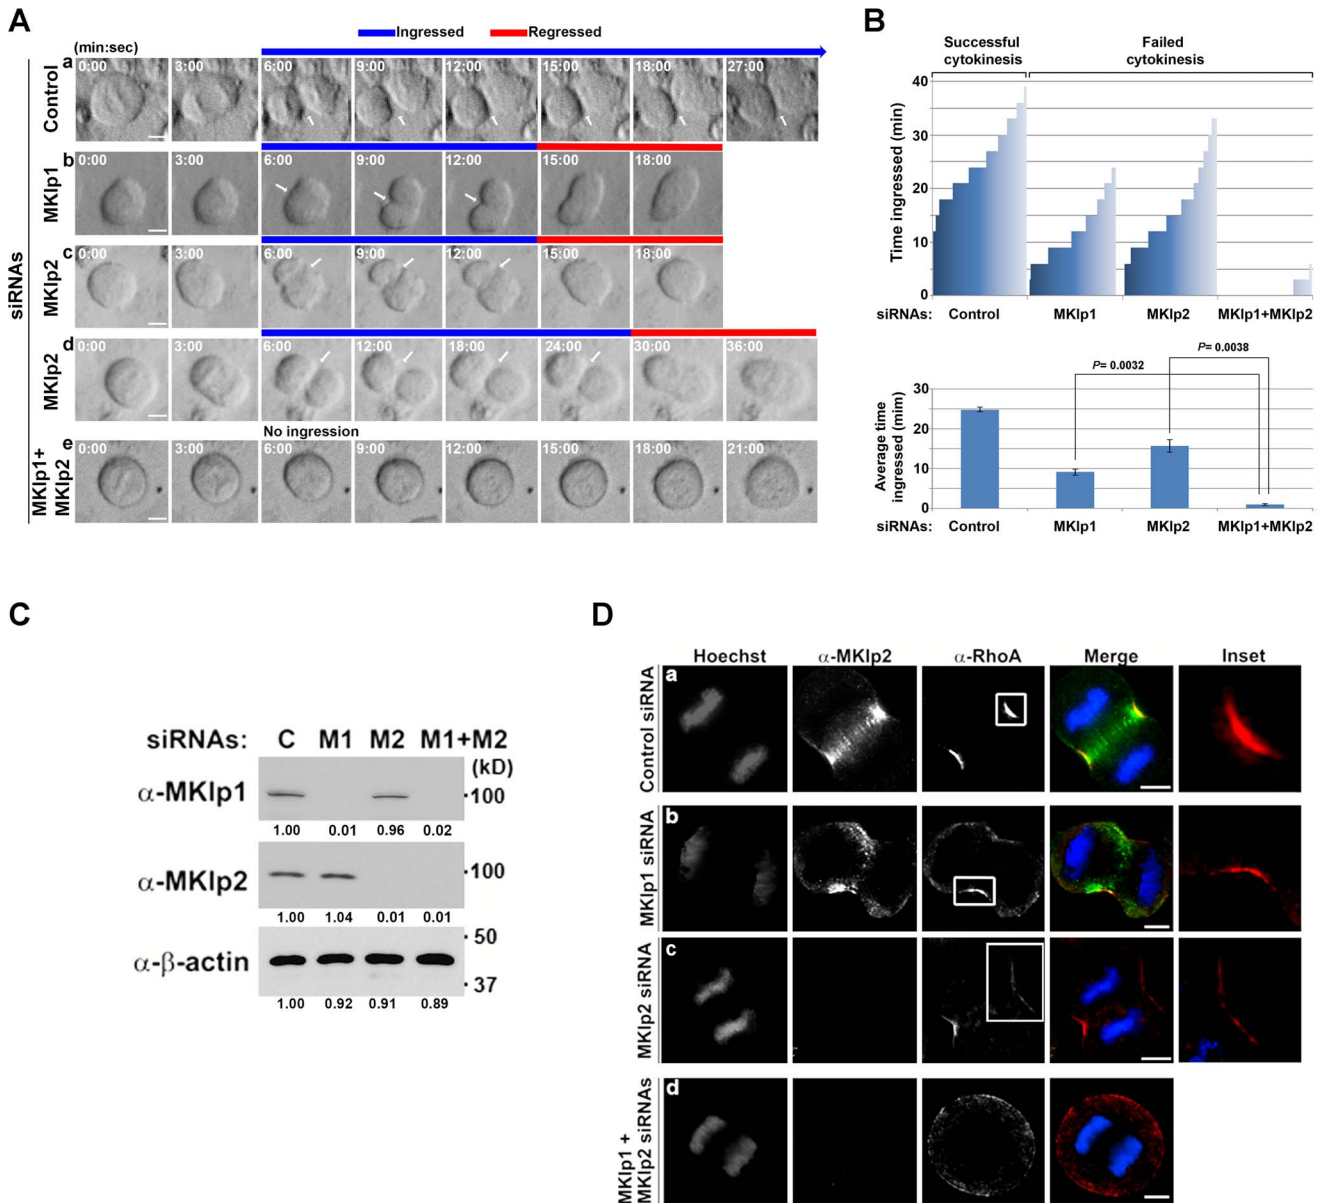 A
Ingressed Regressed
(min:sec)
siRNAs
Control
a
0:00 3:00 6:00 9:00 12:00 15:00 18:00 27:00
MKlp1
b
0:00 3:00 6:00 9:00 12:00 15:00 18:00
MKlp2
c
0:00 3:00 6:00 9:00 12:00 15:00 18:00
MKlp2
d
0:00 3:00 6:00 12:00 18:00 24:00 30:00 36:00
No ingression
MKlp1+
MKlp2
e
0:00 3:00 6:00 9:00 12:00 15:00 18:00 21:00
B
Successful
cytokinesis
Failed
cytokinesis
Time ingressed (min)
40
30
20
10
0
siRNAs: Control MKlp1 MKlp2 MKlp1+MKlp2
P= 0.0038
P= 0.0032
Average time
ingressed (mim)
30
20
10
0
siRNAs: Control MKlp1 MKlp2 MKlp1+MKlp2
C
siRNAs: C M1 M2 M1+M2
(kD)
α-MKlp1
100
1.00 0.01 0.96 0.02
α-MKlp2
100
1.00 1.04 0.01 0.01
50
α-β-actin
37
1.00 0.92 0.91 0.89
D
Hoechst α-MKlp2 α-RhoA Merge Inset
Control siRNA
a
MKlp1 siRNA
b
MKlp2 siRNA
c
MKlp1 +
MKlp2 siRNAs
d